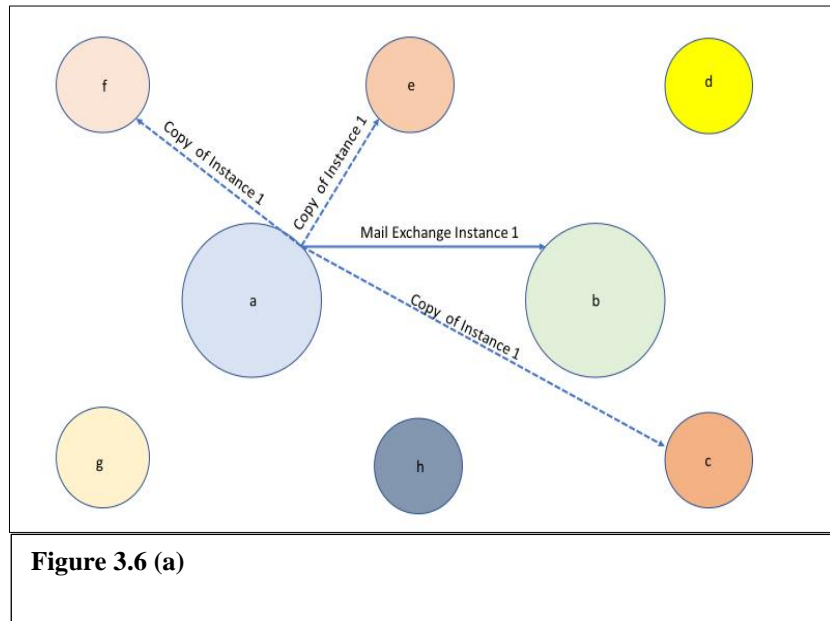 f
e
d
Copy of Instance 1
Copy of Instance 1
Mail Exchange Instance 1
a
b
Copy of Instance 1
g
h
c
Figure 3.6 (a)